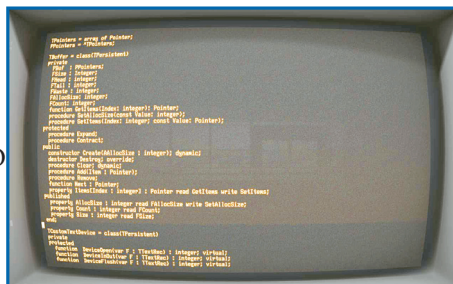 TPointers = array of Pointer;
PPointers = ^TPointers;
TBuffer = class(TPersistent)
private
FBuf : PPointers;
FSize : Integer;
FHead : integer;
FTail : integer;
FWaste : integer;
FAllocSize: integer;
FCount: integer;
function GetItems(Index: integer): Pointer;
procedure SetAllocSize(const Value: integer);
procedure SetItems(Index: integer; const Value: Pointer);
protected
procedure Expand;
procedure Contract;
public
constructor Create(AAllocSize : integer); dynamic;
destructor Destroy; override;
procedure Clear; dynamic;
procedure Add(Item : Pointer);
procedure Remove;
function Next : Pointer;
property Items[Index : integer] : Pointer read GetItems write SetItems;
published
property AllocSize : integer read FAllocSize write SetAllocSize;
property Count : integer read FCount;
property Size : integer read FSize;
end;
TCustomTextDevice = class(TPersistent)
private
protected
function DeviceOpen(var F : TTextRec) : integer; virtual;
function DeviceInOut(var F : TTextRec) : integer; virtual;
function DeviceFlush(var F : TTextRec) : integer; virtual;